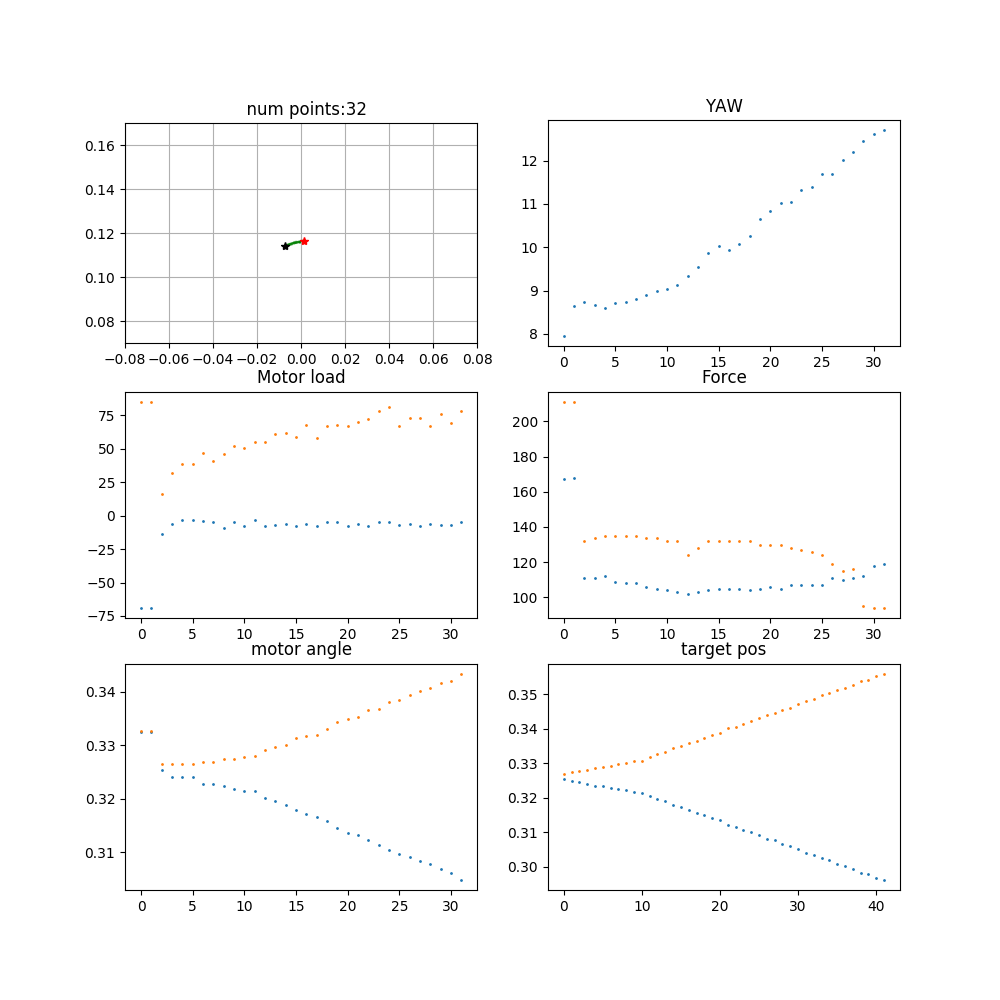 num points:32
0.16
0.14
0.12
0.10
0.08
−0.08 −0.06 −0.04 −0.02 0.00 0.02 0.04 0.06 0.08
YAW
12
11
10
9
8
0 5 10 15 20 25 30
Motor load
75
50
25
0
−25
−50
−75
0 5 10 15 20 25 30
Force
200
180
160
140
120
100
0 5 10 15 20 25 30
motor angle
0.34
0.33
0.32
0.31
0 5 10 15 20 25 30
target pos
0.35
0.34
0.33
0.32
0.31
0.30
0 10 20 30 40